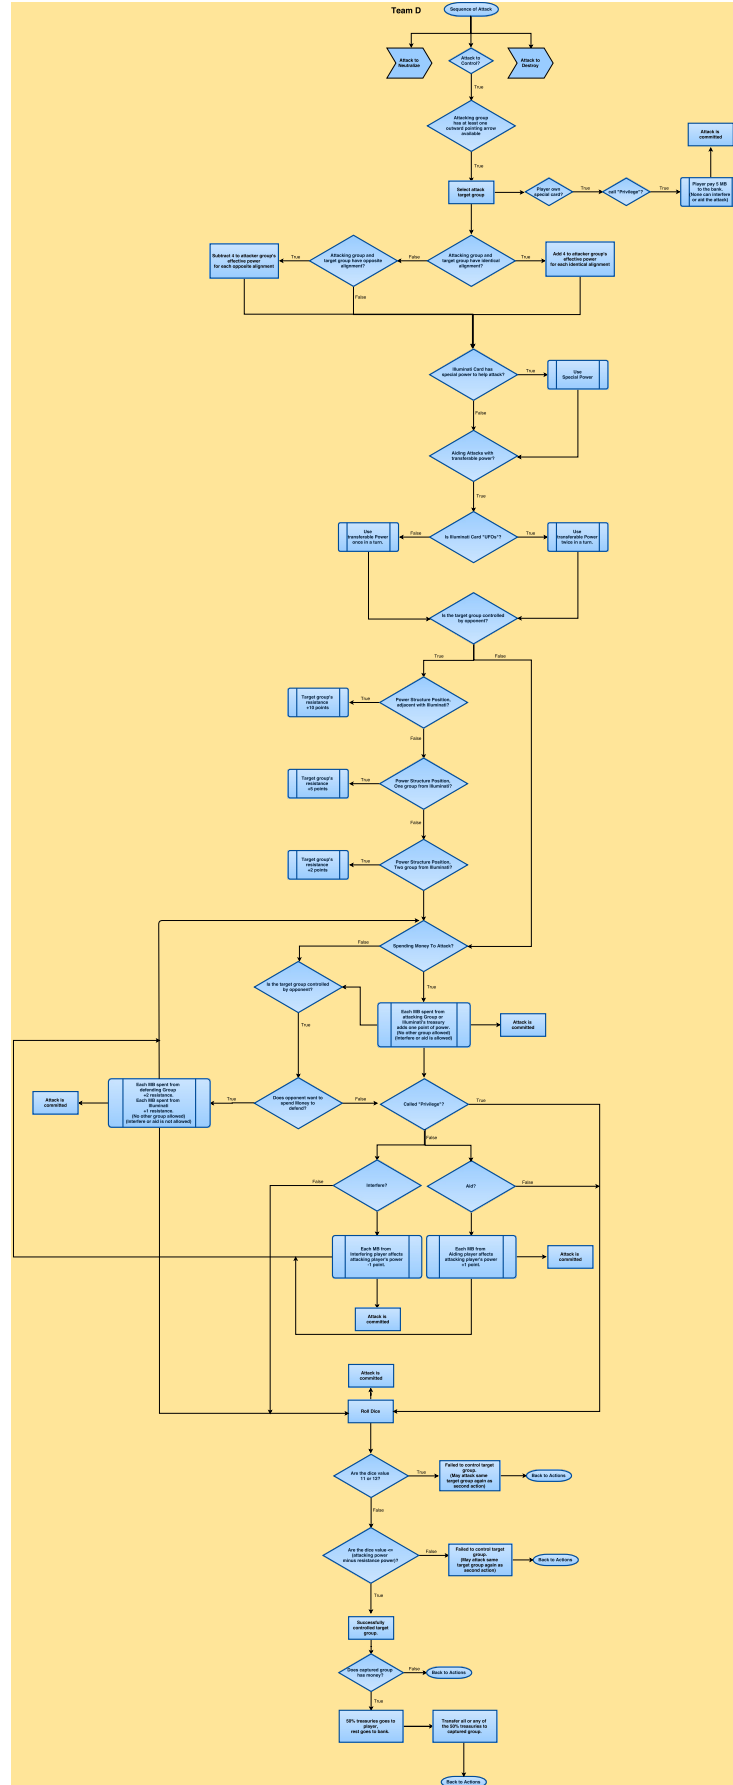 Team D
Sequence of Attack
Attack to
Neutralize
Attack to
Control?
Attack to
Destroy
True
Attacking group
has at least one
outward pointing arrow
available
True
Attack is
committed
Select attack
target group
Player own
special card?
True
call "Privilege"?
True
Player pay 5 MB
to the bank.
(None can interfere
or aid the attack)
Subtract 4 to attacker group's
effective power
for each opposite alignment
True
Attacking group and
target group have opposite
alignment?
False
Attacking group and
target group have identical
alignment?
True
Add 4 to attacker group's
effective power
for each identical alignment
False
Illuminati Card has
special power to help attack?
True
Use
Special Power
False
Aiding Attacks with
transferable power?
True
Use
transferable Power
once in a turn.
False
Is Illuminati Card "UFOs"?
True
Use
transferable Power
twice in a turn.
Is the target group controlled
by opponent?
True
False
Target group's
resistance
+10 points
True
Power Structure Position,
adjacent with Illuminati?
False
Target group's
resistance
+5 points
True
Power Structure Position,
One group from Illuminati?
False
Target group's
resistance
+2 points
True
Power Structure Position,
Two group from Illuminati?
False
Spending Money To Attack?
Is the target group controlled
by opponent?
True
Each MB spent from
attacking Group or
Illuminati's treasury
adds one point of power.
(No other group allowed)
(Interfere or aid is allowed)
Attack is
committed
True
Attack is
committed
Each MB spent from
defending Group
+2 resistance.
Each MB spent from
Illuminati
+1 resistance.
(No other group allowed)
(Interfere or aid is not allowed)
True
Does opponent want to
spend Money to
defend?
False
Called "Privilege"?
True
False
False
Interfere?
Aid?
False
Each MB from
Interfering player affects
attacking player's power
-1 point.
Each MB from
Aiding player affects
attacking player's power
+1 point.
Attack is
committed
Attack is
committed
Attack is
committed
Roll Dice
Are the dice value
11 or 12?
True
Failed to control target
group.
(May attack same
target group again as
second action)
Back to Actions
False
Are the dice value <=
(attacking power
minus resistance power)?
False
Failed to control target
group.
(May attack same
target group again as
second action)
Back to Actions
True
Successfully
controlled target
group.
Does captured group
has money?
False
Back to Actions
True
50% treasuries goes to
player,
rest goes to bank.
Transfer all or any of
the 50% treasuries to
captured group.
Back to Actions